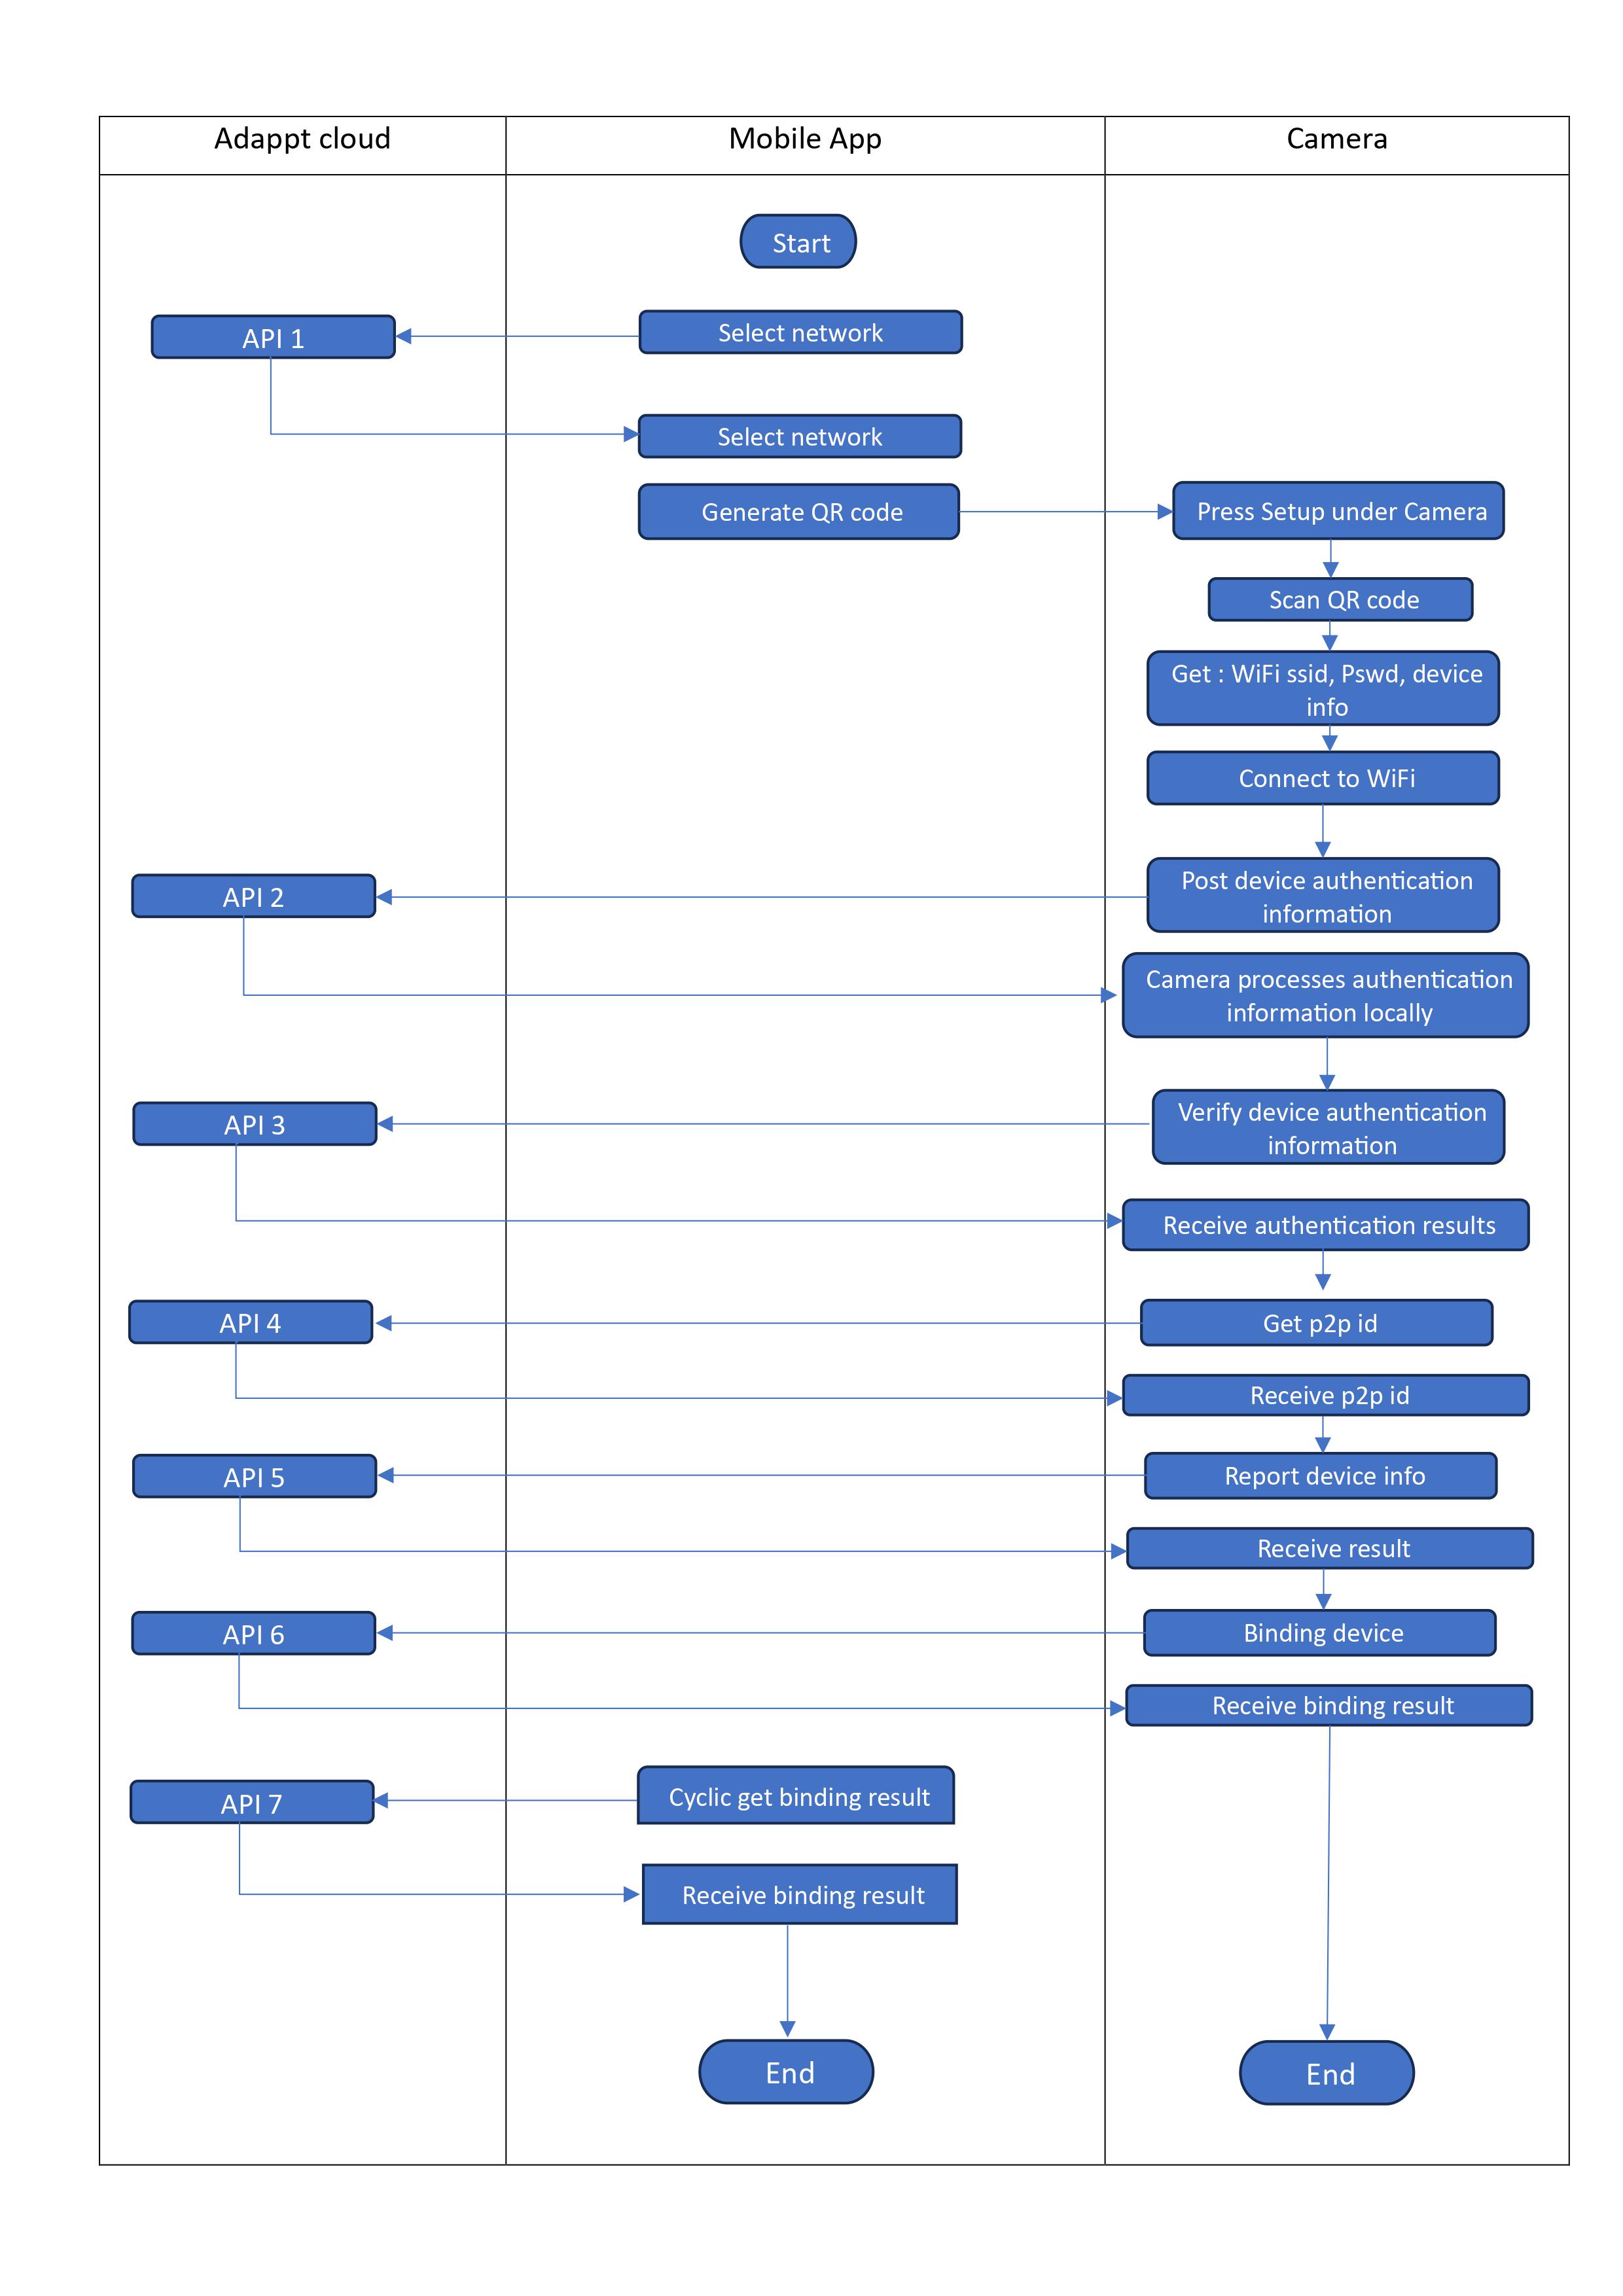 Adappt cloud
Mobile App
Camera
Start
API 1
Select network
Select network
Generate QR code
Press Setup under Camera
Scan QR code
Get : WiFi ssid, Pswd, device
info
Connect to WiFi
API 2
Post device authentication
information
Camera processes authentication
information locally
API 3
Verify device authentication
information
Receive authentication results
API 4
Get p2p id
Receive p2p id
API 5
Report device info
Receive result
API 6
Binding device
Receive binding result
API 7
Cyclic get binding result
Receive binding result
End
End